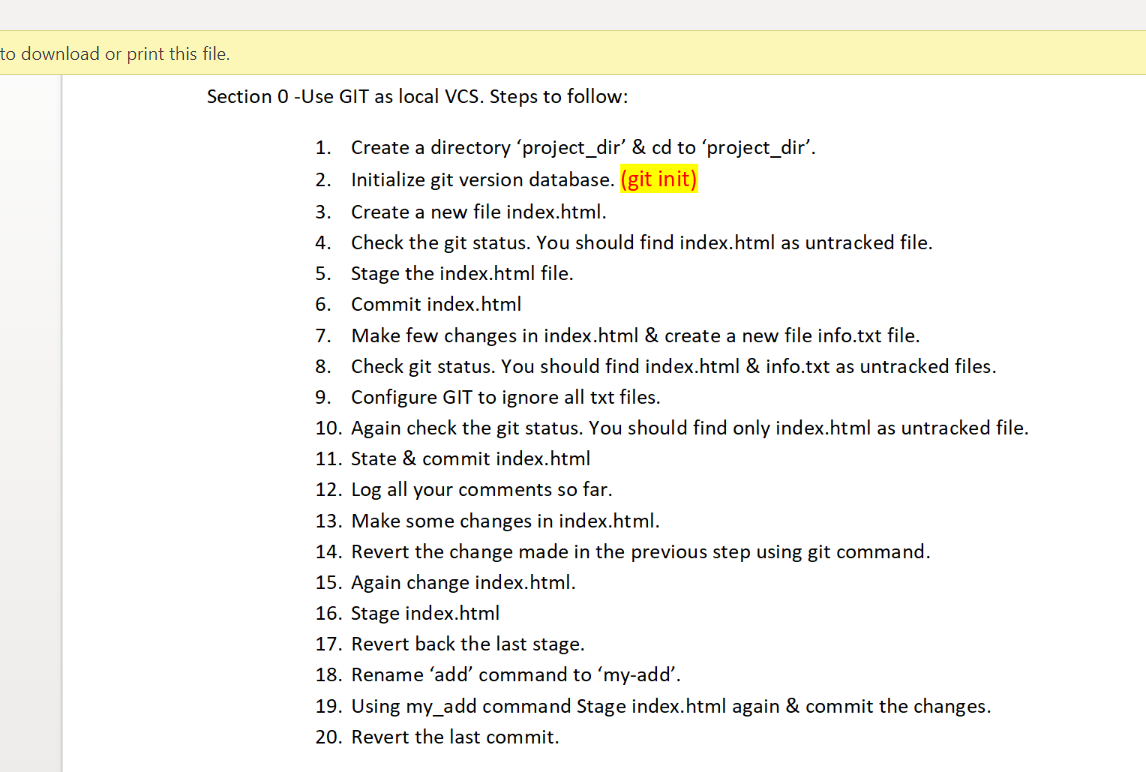 to download or print this file.
Section 0 -Use GIT as local VCS. Steps to follow:
1. Create a directory ‘project_dir’ & cd to ‘project_dir’.
2. Initialize git version database. (git init)
3. Create a new file index.html.
4. Check the git status. You should find index.html as untracked file.
5. Stage the index.html file.
6. Commit index.html
7. Make few changes in index.html & create a new file info.txt file.
8. Check git status. You should find index.html & info.txt as untracked files.
9. Configure GIT to ignore all txt files.
10. Again check the git status. You should find only index.html as untracked file.
11. State & commit index.html
12. Log all your comments so far.
13. Make some changes in index.html.
14. Revert the change made in the previous step using git command.
15. Again change index.html.
16. Stage index.html
17. Revert back the last stage.
18. Rename ‘add’ command to ‘my-add’.
19. Using my_add command Stage index.html again & commit the changes.
20. Revert the last commit.